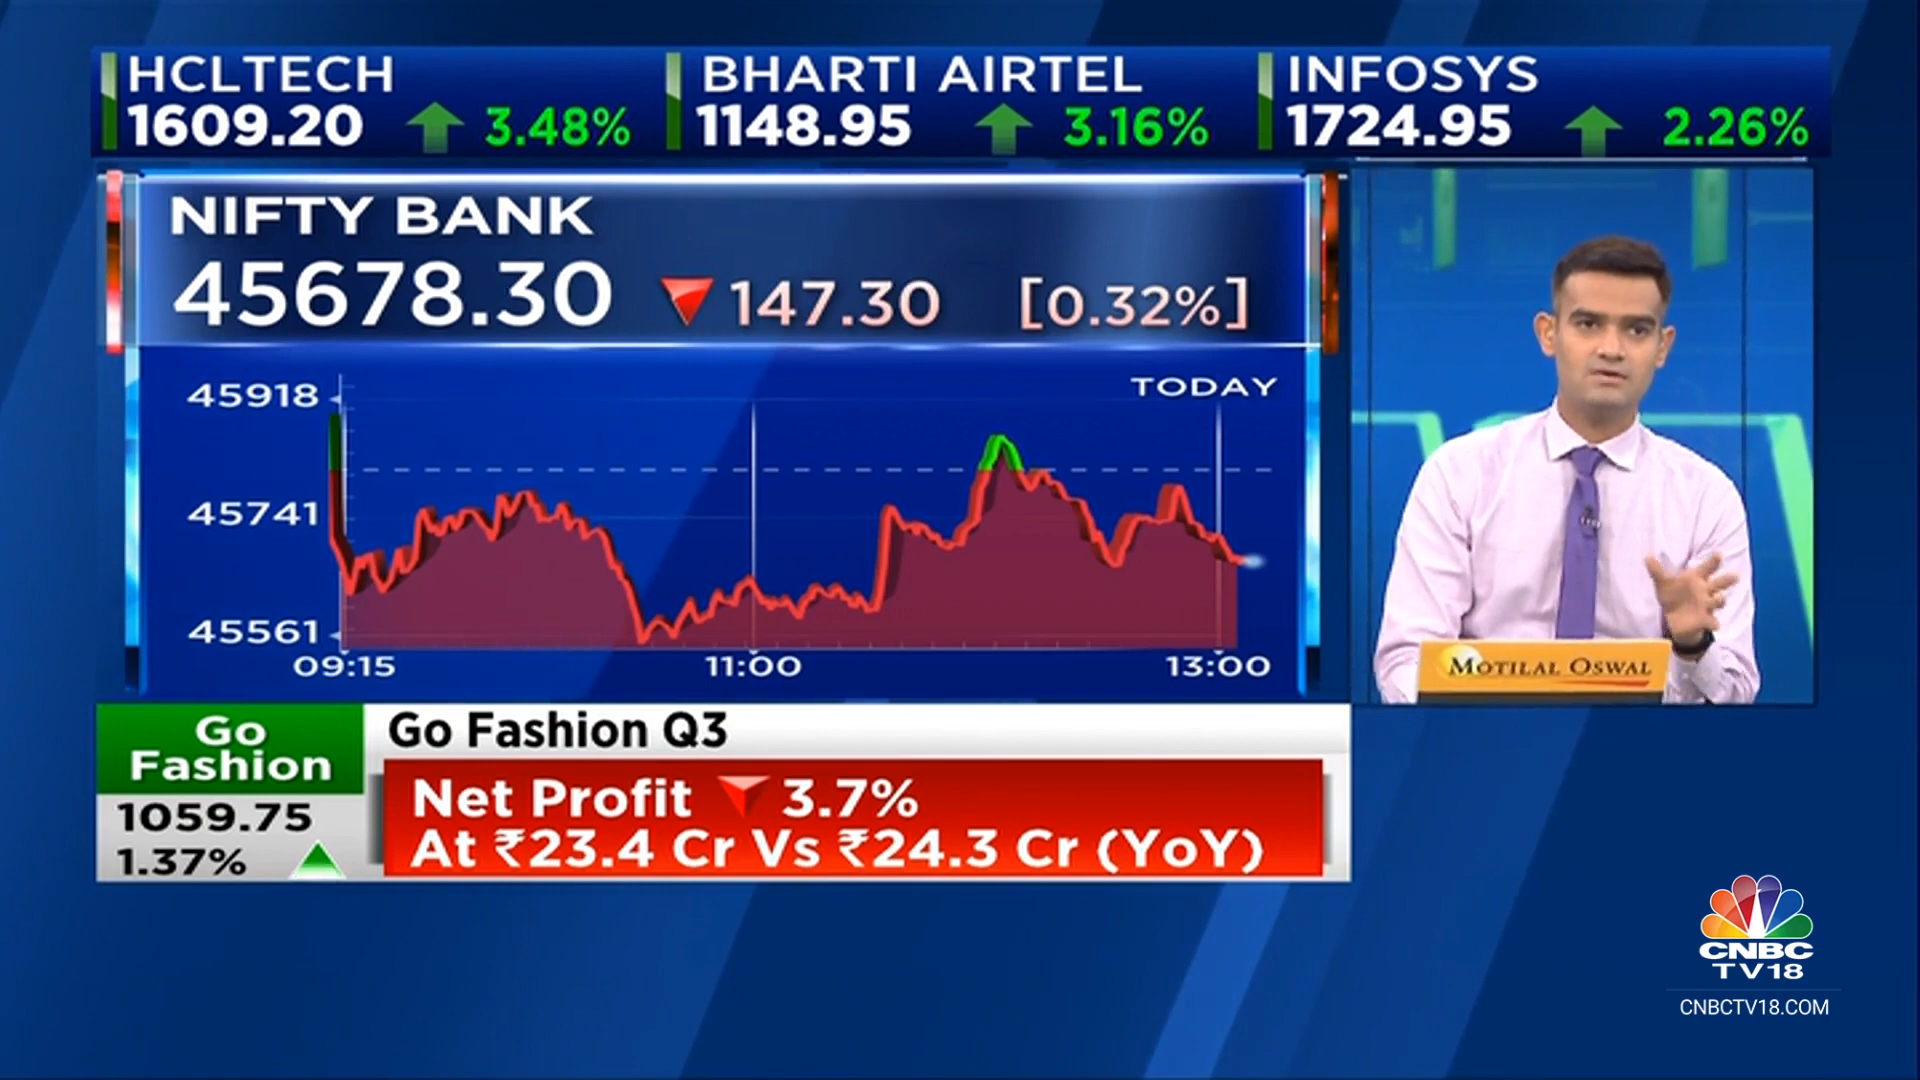 HCLTECH
1609.20 3.48%
BHARTI AIRTEL
1148.95 3.16%
INFOSYS
1724.95 2.26%
NIFTY BANK
45678.30 147.30 [0.32%]
TODAY
45918
45741
45561
09:15 11:00 13:00
MOTILAL OSWAL
Go
Fashion
1059.75
1.37%
Go Fashion Q3
Net Profit 3.7%
At ₹23.4 Cr Vs ₹24.3 Cr (YoY)
CNBC
TV18
CNBCTV18.COM